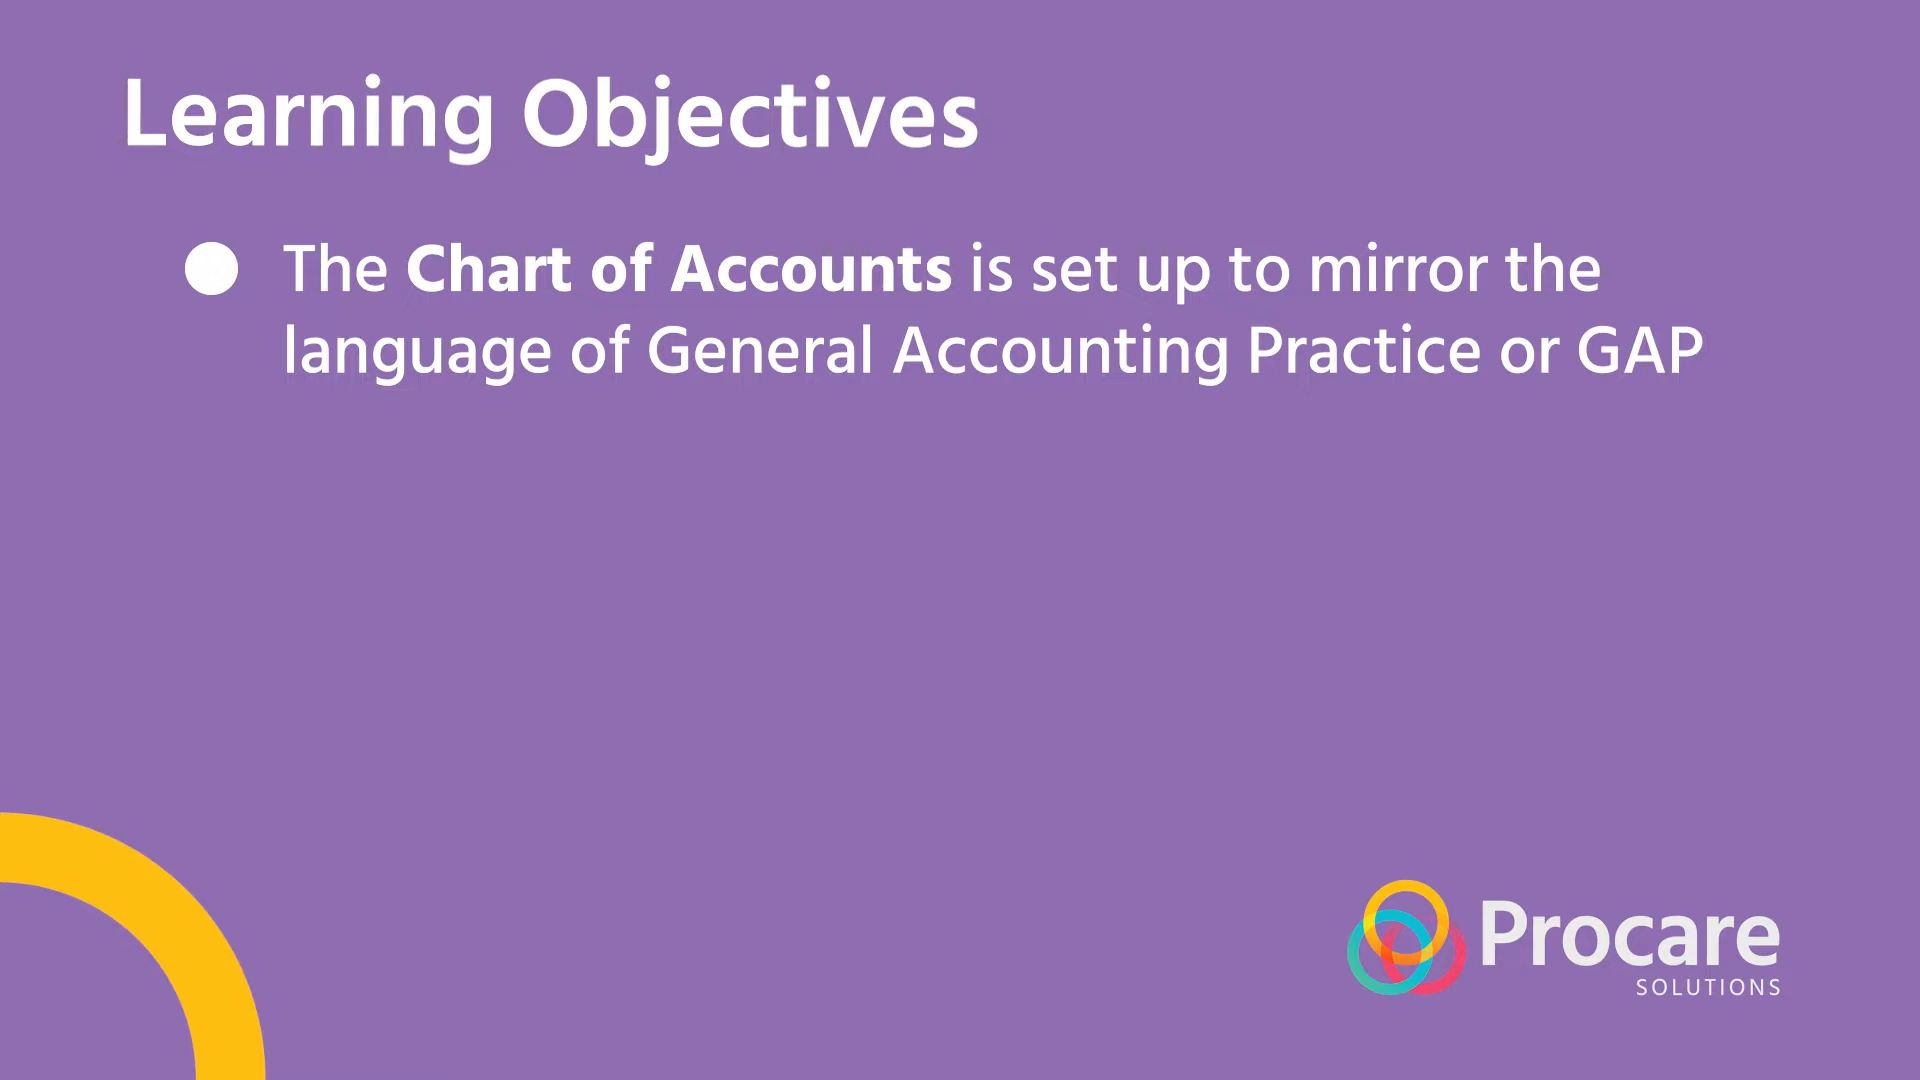 Learning Objectives
The Chart of Accounts is set up to mirror the
language of General Accounting Practice or GAP
Procare
SOLUTIONS